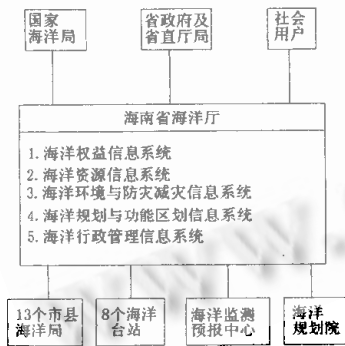 国家
海洋局
省政府及
省直厅局
社会
用户
海南省海洋厅
1.海洋权益信息系统
2.海洋资源信息系统
3.海洋环境与防灾减灾信息系统
4.海洋规划与功能区划信息系统
5.海洋行政管理信息系统
13个市县
海洋局
8个海洋
台站
海洋监测
预报中心
海洋
规划院